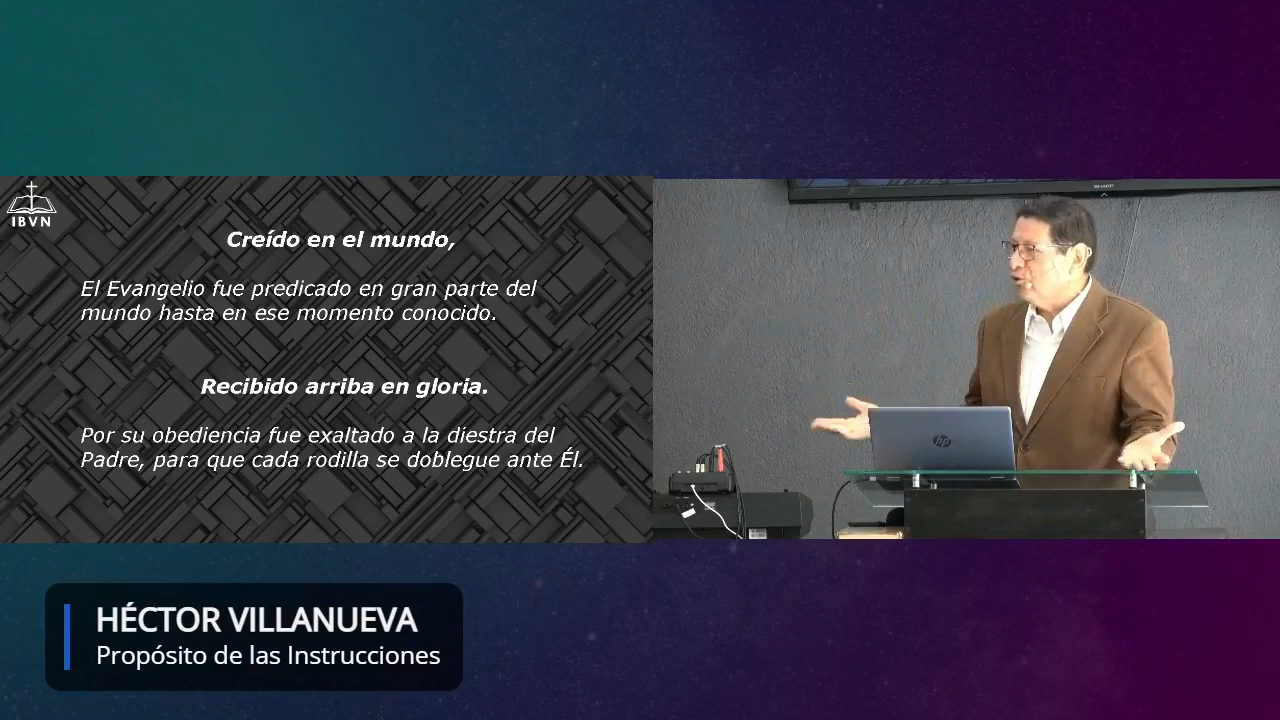 IBVN
Creído en el mundo,
El Evangelio fue predicado en gran parte del
mundo hasta en ese momento conocido.
Recibido arriba en gloria.
Por su obediencia fue exaltado a la diestra del
Padre, para que cada rodilla se doblegue ante Él.
SHARP
hp
HÉCTOR VILLANUEVA
Propósito de las Instrucciones